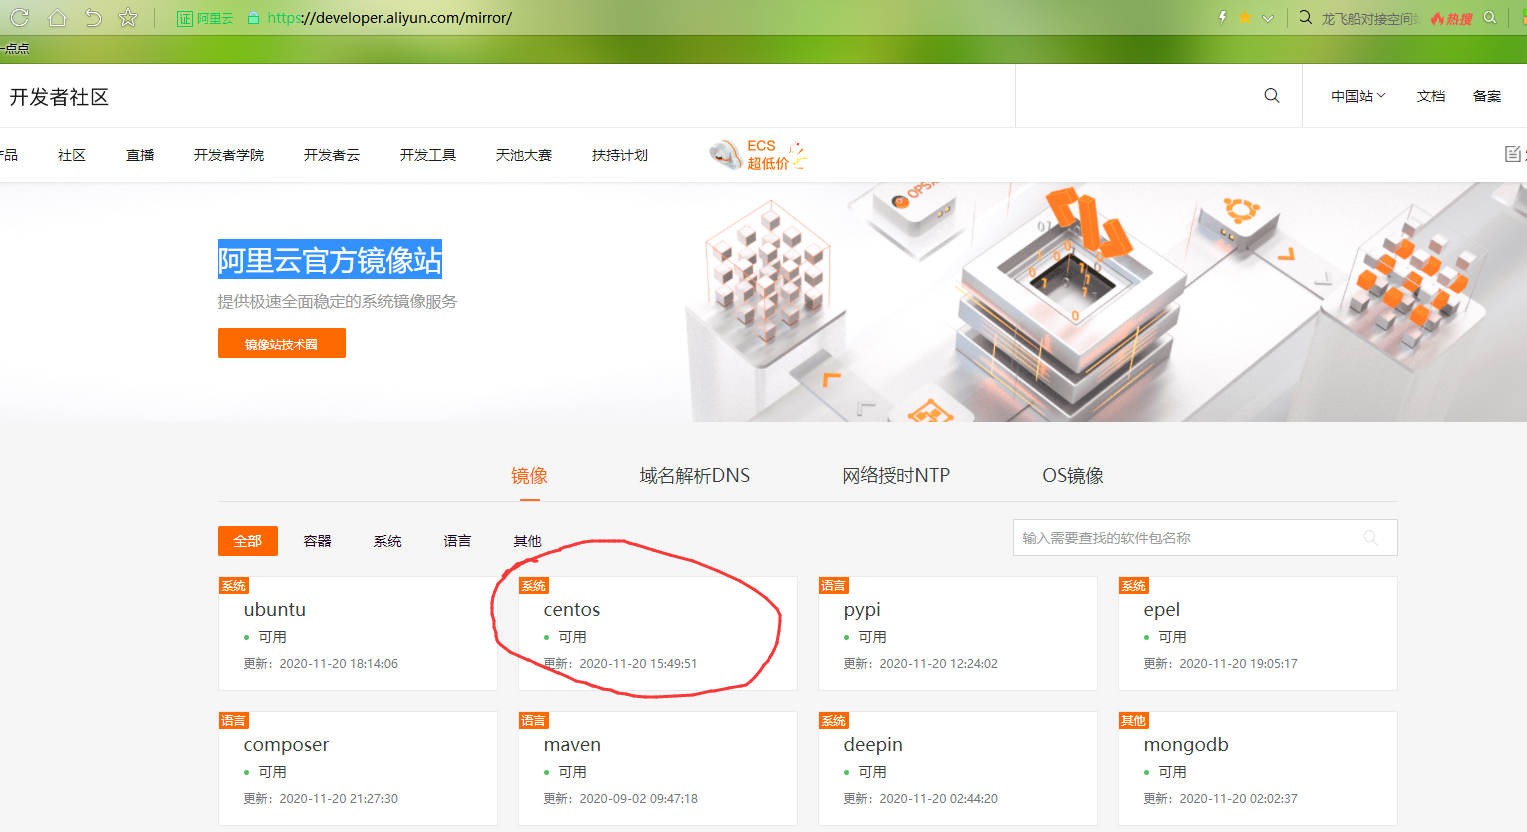 阿里云 https://developer.aliyun.com/mirror/ 龙飞船对接空间 热搜
一点点
开发者社区 中国站 文档 备案
产品 社区 直播 开发者学院 开发者云 开发工具 天池大赛 扶持计划 ECS
超低价
阿里云官方镜像站
提供极速全面稳定的系统镜像服务
镜像站技术圈
镜像 域名解析DNS 网络授时NTP OS镜像
全部 容器 系统 语言 其他 输入需要查找的软件包名称
系统 系统 语言 系统
ubuntu centos pypi epel
可用 可用 可用 可用
更新：2020-11-20 18:14:06 更新：2020-11-20 15:49:51 更新：2020-11-20 12:24:02 更新：2020-11-20 19:05:17
语言 语言 系统 其他
composer maven deepin mongodb
可用 可用 可用 可用
更新：2020-11-20 21:27:30 更新：2020-09-02 09:47:18 更新：2020-11-20 02:44:20 更新：2020-11-20 02:02:37